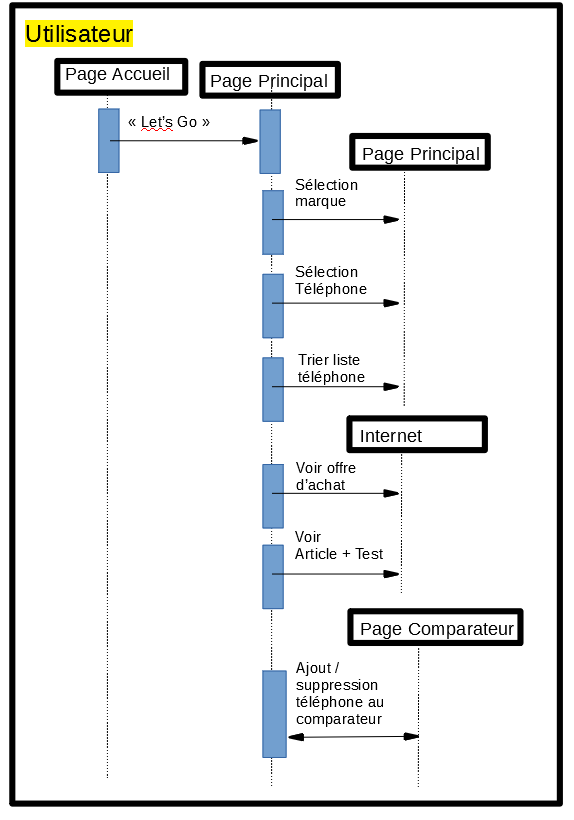 Utilisateur
Page Accueil
Page Principal
« Let's Go »
Page Principal
Sélection
marque
Sélection
Téléphone
Trier liste
téléphone
Internet
Voir offre
d'achat
Voir
Article + Test
Page Comparateur
Ajout /
suppression
téléphone au
comparateur